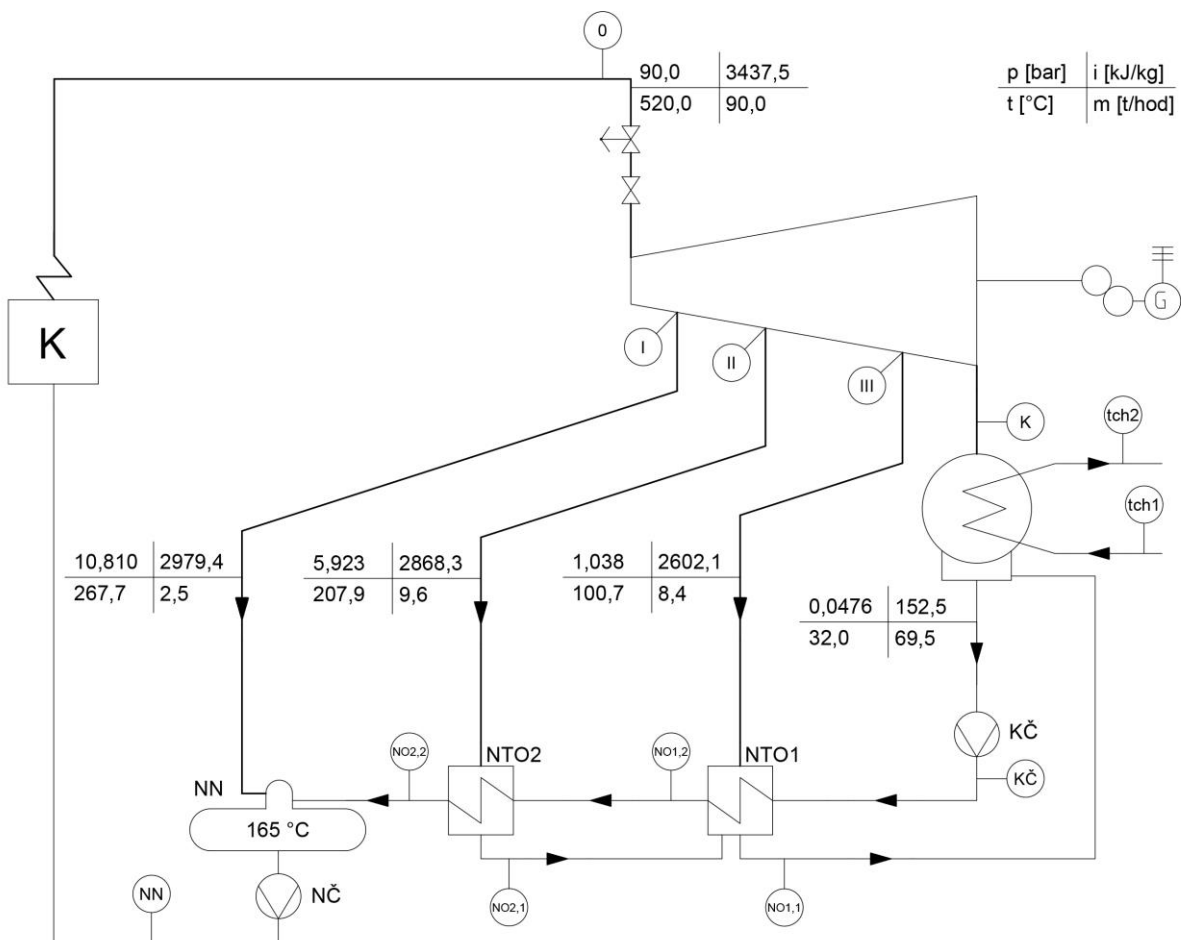 0
90,0 3437,5
520,0 90,0
p [bar] i [kJ/kg]
t [°C] m [t/hod]
G
K
I
II
III
K
tch2
tch1
10,810 2979,4
267,7 2,5
5,923 2868,3
207,9 9,6
1,038 2602,1
100,7 8,4
0,0476 152,5
32,0 69,5
KČ
NO2,2
NTO2
NO1,2
NTO1
KČ
NN
165 °C
NN
NČ
NO2,1
NO1,1